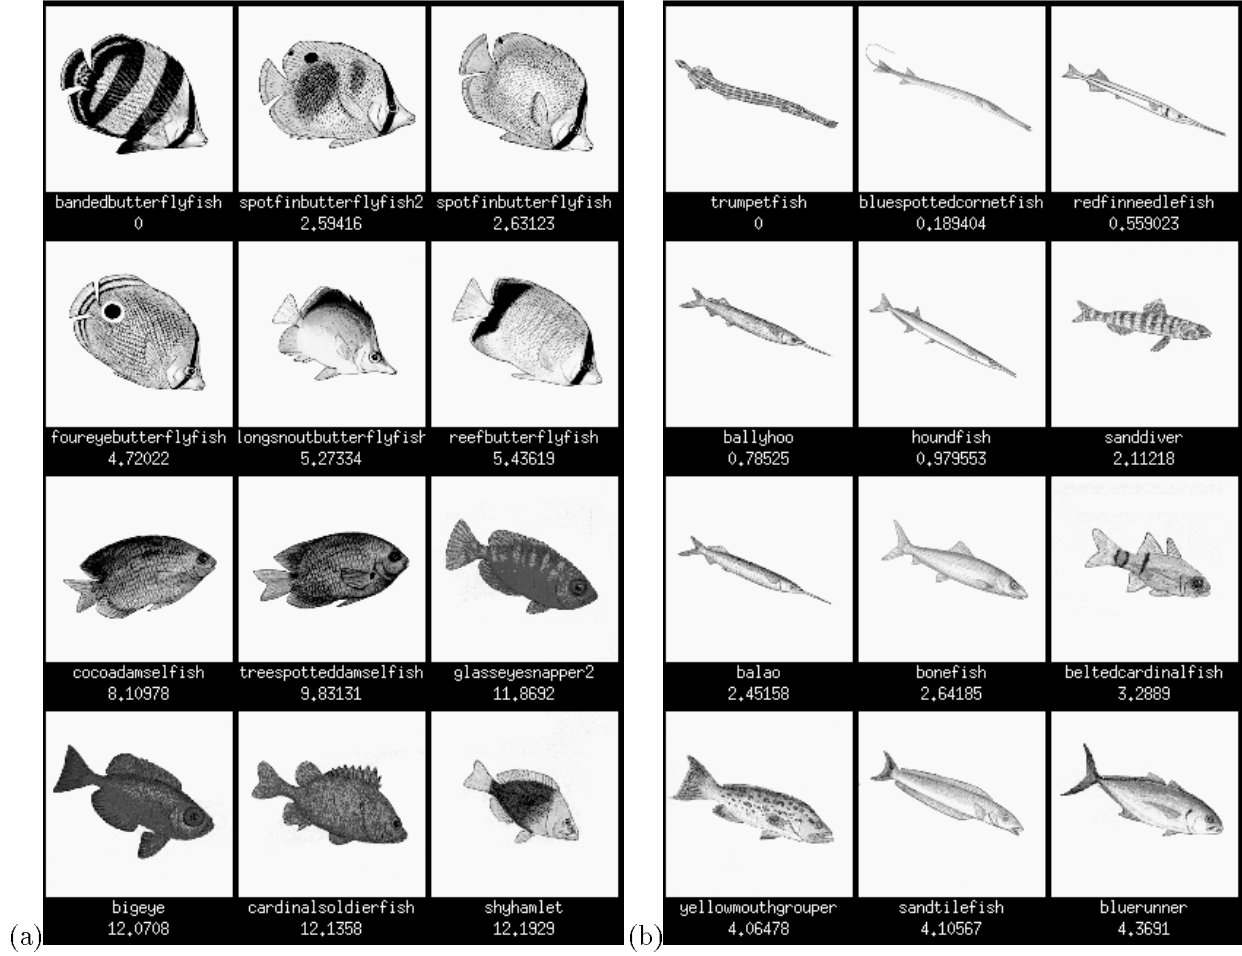 bandedbutterflyfish
0
spotfinbutterflyfish2
2.59416
spotfinbutterflyfish
2.63123
foureyebutterflyfish
4.72022
longsnoutbutterflyfish
5.27334
reefbutterflyfish
5.43619
cocoadamselfish
8.10978
treespotteddamselfish
9.83131
glasseyesnapper2
11.8692
bigeye
12.0708
cardinalsoldierfish
12.1358
shyhamlet
12.1929
(a)
trumpetfish
0
bluespottedcornetfish
0.189404
redfinneedlefish
0.559023
ballyhoo
0.78525
houndfish
0.979553
sanddiver
2.11218
balao
2.45158
bonefish
2.64185
beltedcardinalfish
3.2889
yellowmouthgrouper
4.06478
sandtilefish
4.10567
bluerunner
4.3691
(b)